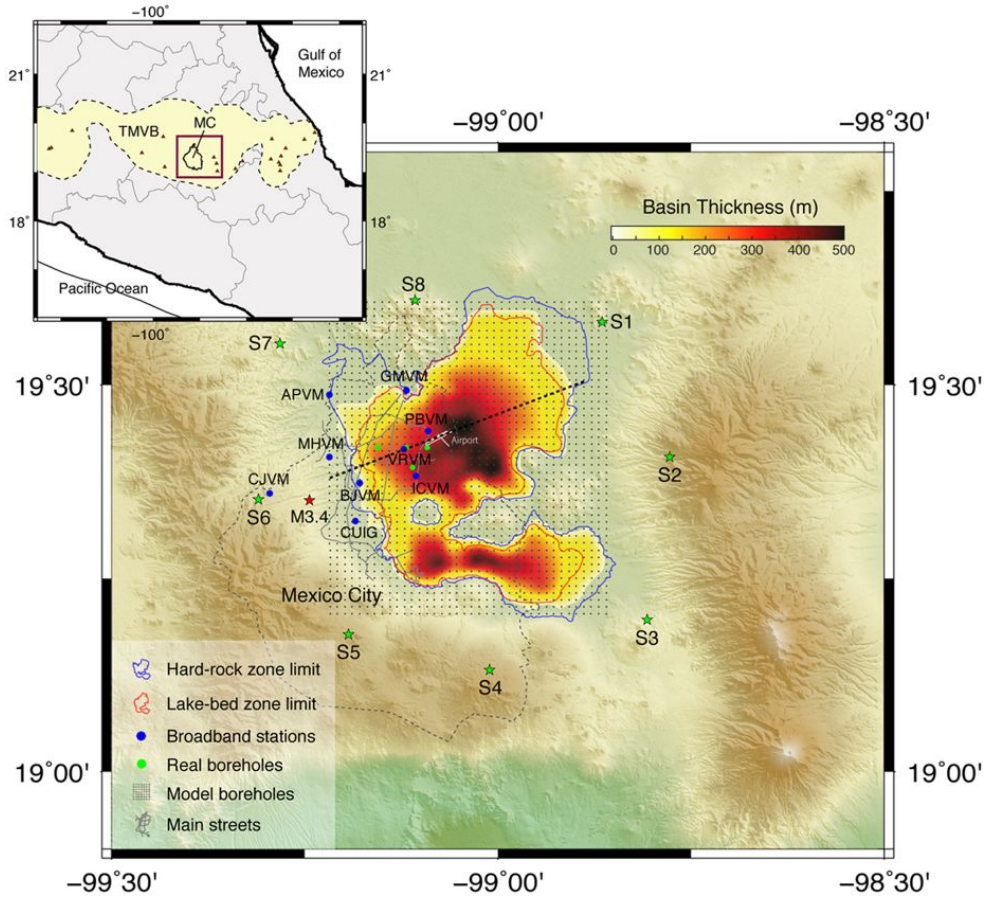 −100˚
Gulf of
Mexico
21˚
21˚
MC
TMVB
18˚
18˚
Pacific Ocean
−100˚
−99˚00'
−98˚30'
Basin Thickness (m)
0 100 200 300 400 500
S8
S1
S7
19˚30'
19˚30'
GMVM
APVM
PBVM
Airport
MHVM
VRVM
S2
CJVM
ICVM
BJVM
S6
M3.4
CUIG
Mexico City
S3
S5
S4
Hard-rock zone limit
Lake-bed zone limit
Broadband stations
Real boreholes
Model boreholes
Main streets
19˚00'
19˚00'
−99˚30'
−99˚00'
−98˚30'